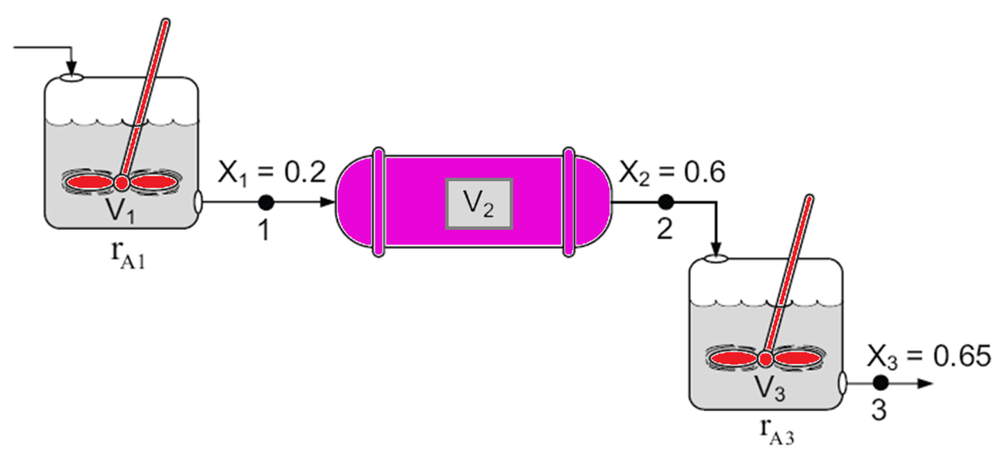 V₁
r_A1
X₁ = 0.2
1
V₂
X₂ = 0.6
2
V₃
r_A3
X₃ = 0.65
3